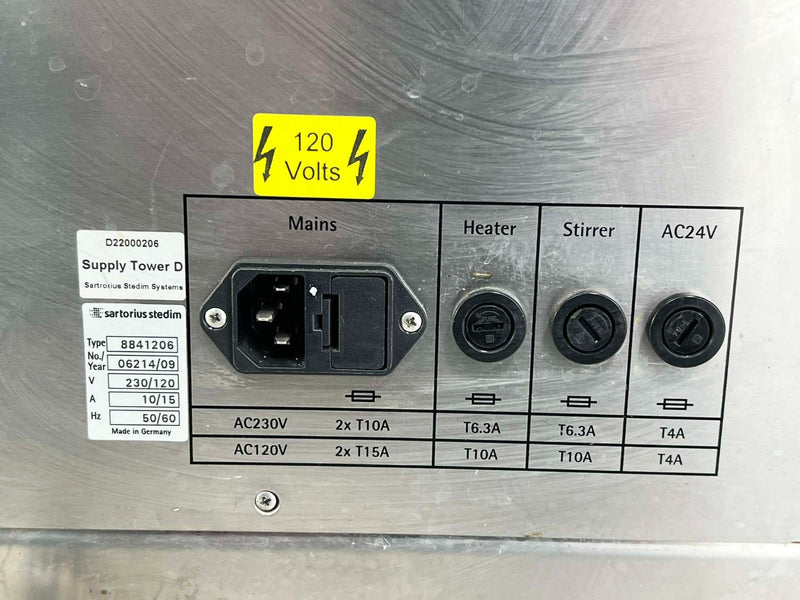 120
Volts
D22000206
Supply Tower D
Sartrorius Stedim Systems
sartorius stedim
Type 8841206
No./
Year 06214/09
V 230/120
A 10/15
Hz 50/60
Made in Germany
Mains Heater Stirrer AC24V
AC230V 2x T10A T6.3A T6.3A T4A
AC120V 2x T15A T10A T10A T4A